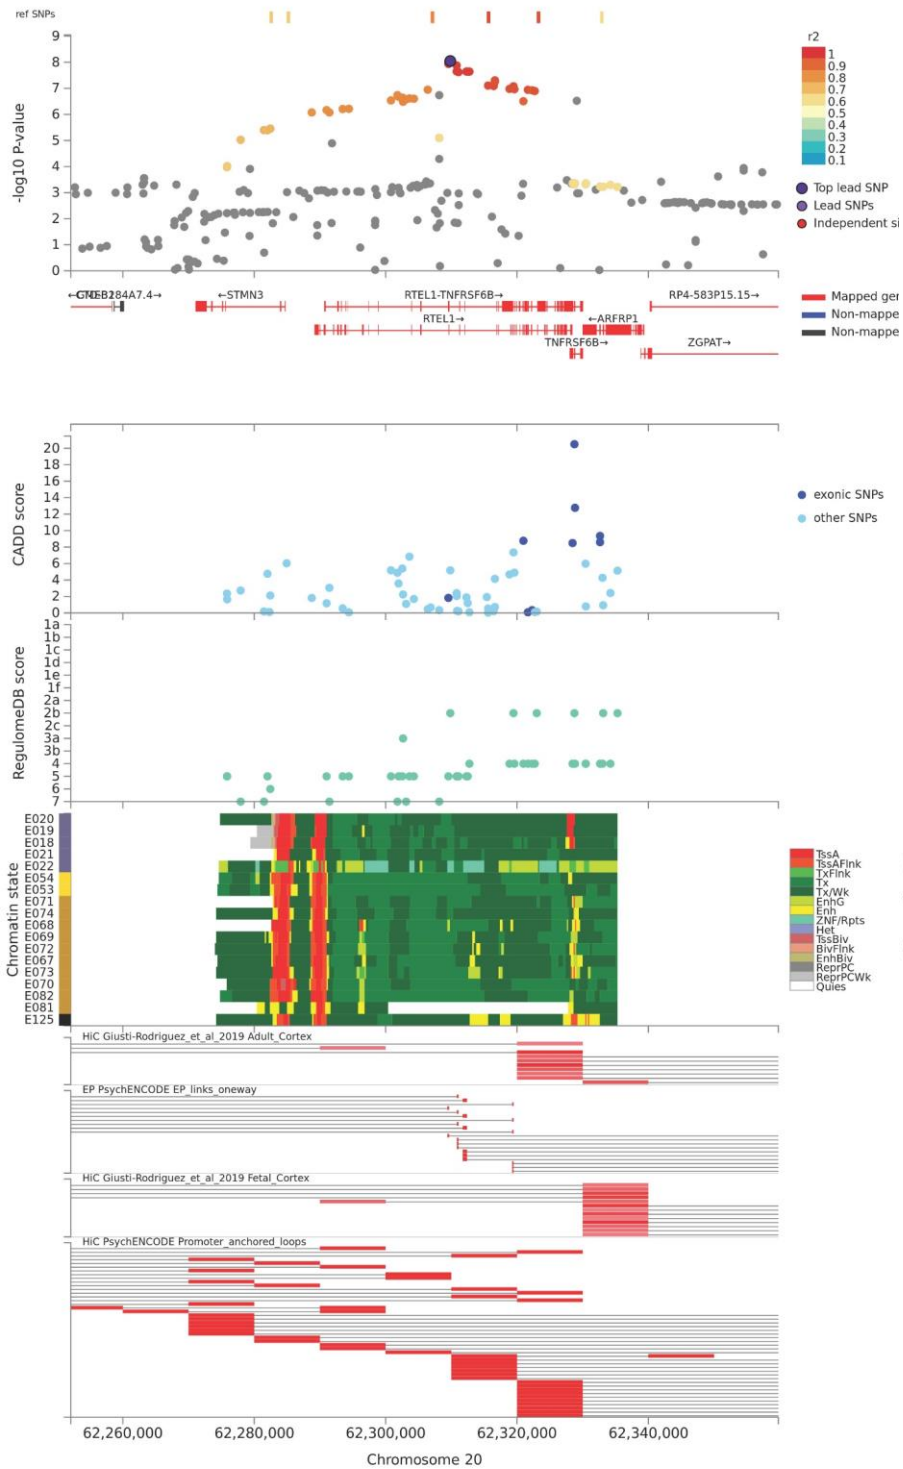 ref SNPs
9
8
7
6
5
4
3
2
1
0
-log10 P-value
r2
1
0.9
0.8
0.7
0.6
0.5
0.4
0.3
0.2
0.1
Top lead SNP
Lead SNPs
Independent si
←STMN3
RTEL1-TNFRSF6B→
RP4-583P15.15→
RTEL1→
←ARFRP1
TNFRSF6B→
ZGPAT→
Mapped gen
Non-mappe
Non-mappe
20
18
16
14
12
10
8
6
4
2
0
CADD score
exonic SNPs
other SNPs
1a
1b
1c
1d
1e
1f
2a
2b
2c
3a
3b
4
5
6
7
RegulomeDB score
E020
E019
E018
E021
E022
E054
E053
E071
E074
E068
E069
E072
E067
E073
E070
E082
E081
E125
Chromatin state
TssA
TssAFlnk
TxFlnk
Tx
Tx/Wk
EnhG
Enh
ZNF/Rpts
Het
TssBiv
BivFlnk
EnhBiv
ReprPC
ReprPCWk
Quies
HiC Giusti-Rodriguez_et_al_2019 Adult_Cortex
EP PsychENCODE EP_links_oneway
HiC Giusti-Rodriguez_et_al_2019 Fetal_Cortex
HiC PsychENCODE Promoter_anchored_loops
62,260,000 62,280,000 62,300,000 62,320,000 62,340,000
Chromosome 20